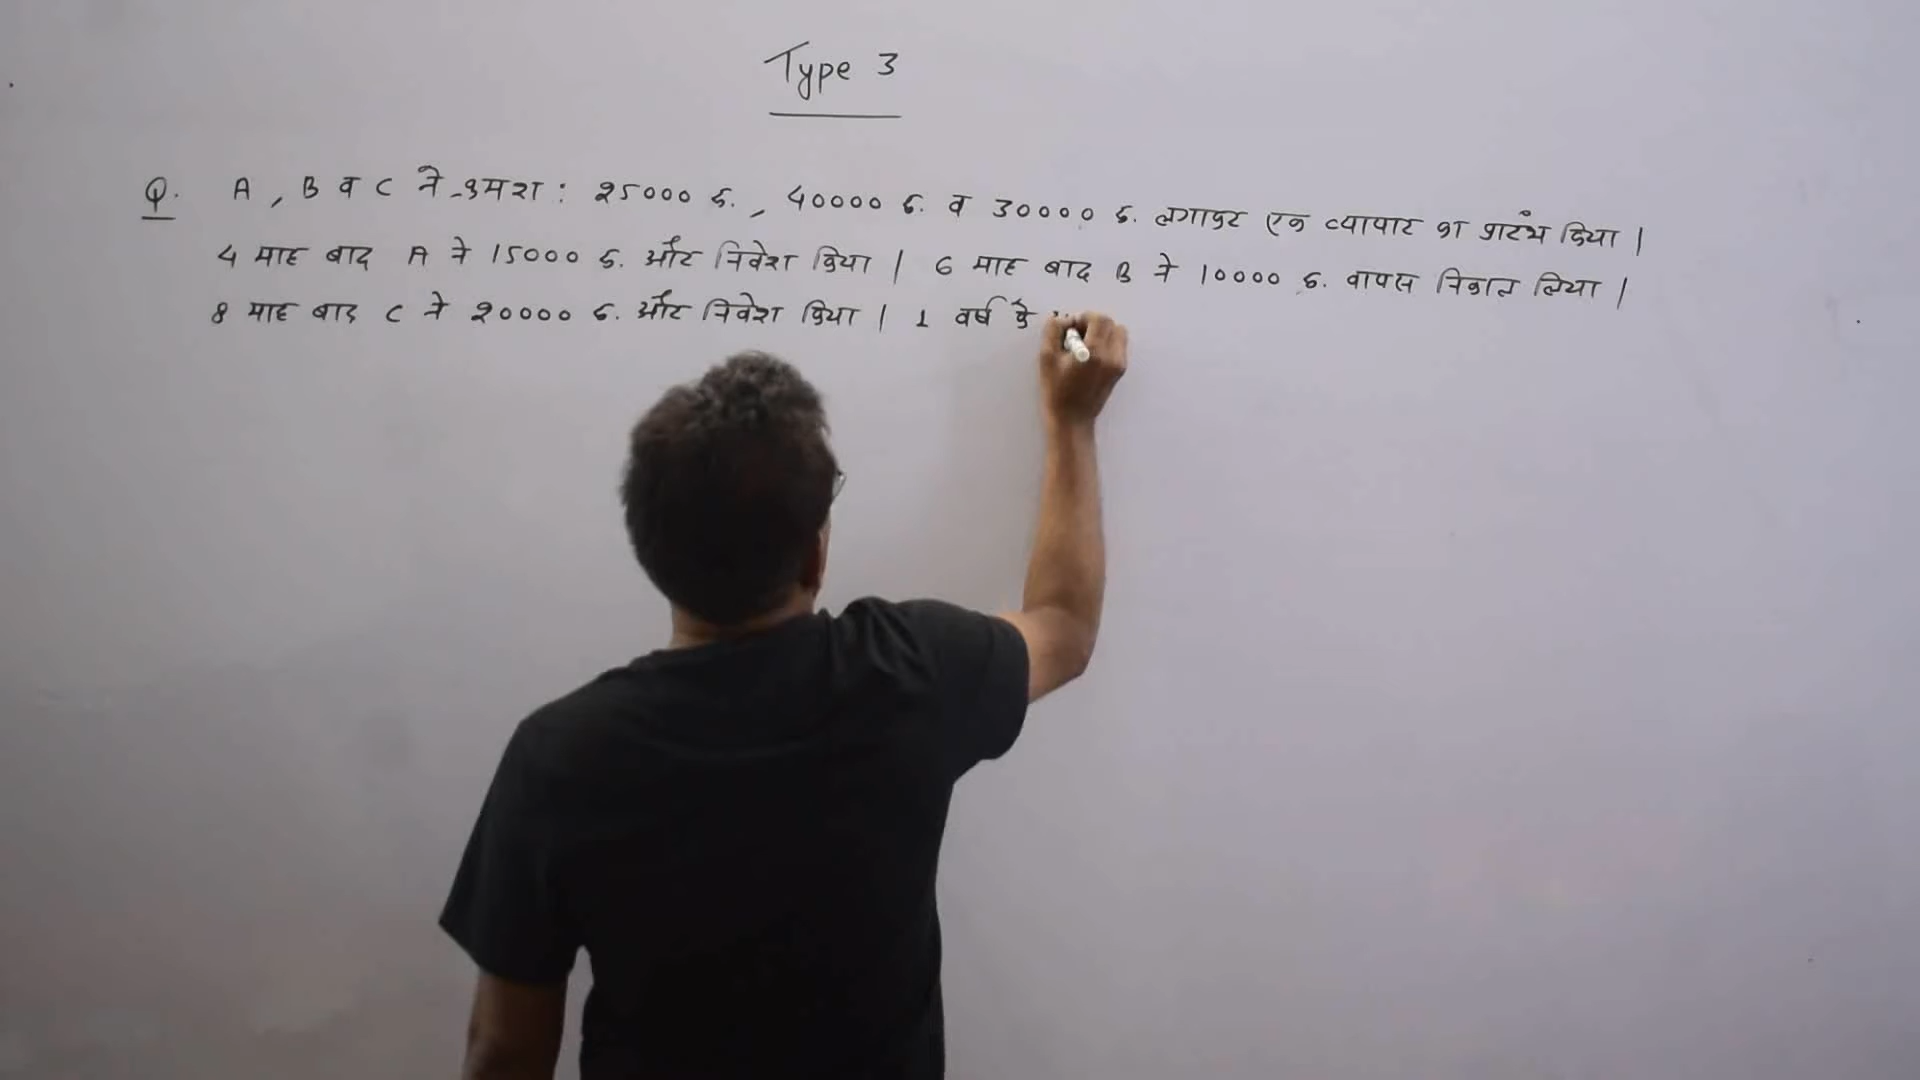 Type 3
Q. A, B व C ने क्रमश: 25000 रु., 40000 रु. व 30000 रु. लगाकर एक व्यापार का प्रारंभ किया |
4 माह बाद A ने 15000 रु. और निवेश किया | 6 माह बाद B ने 10000 रु. वापस निकाल लिया |
8 माह बाद C ने 20000 रु. और निवेश किया | 1 वर्ष के